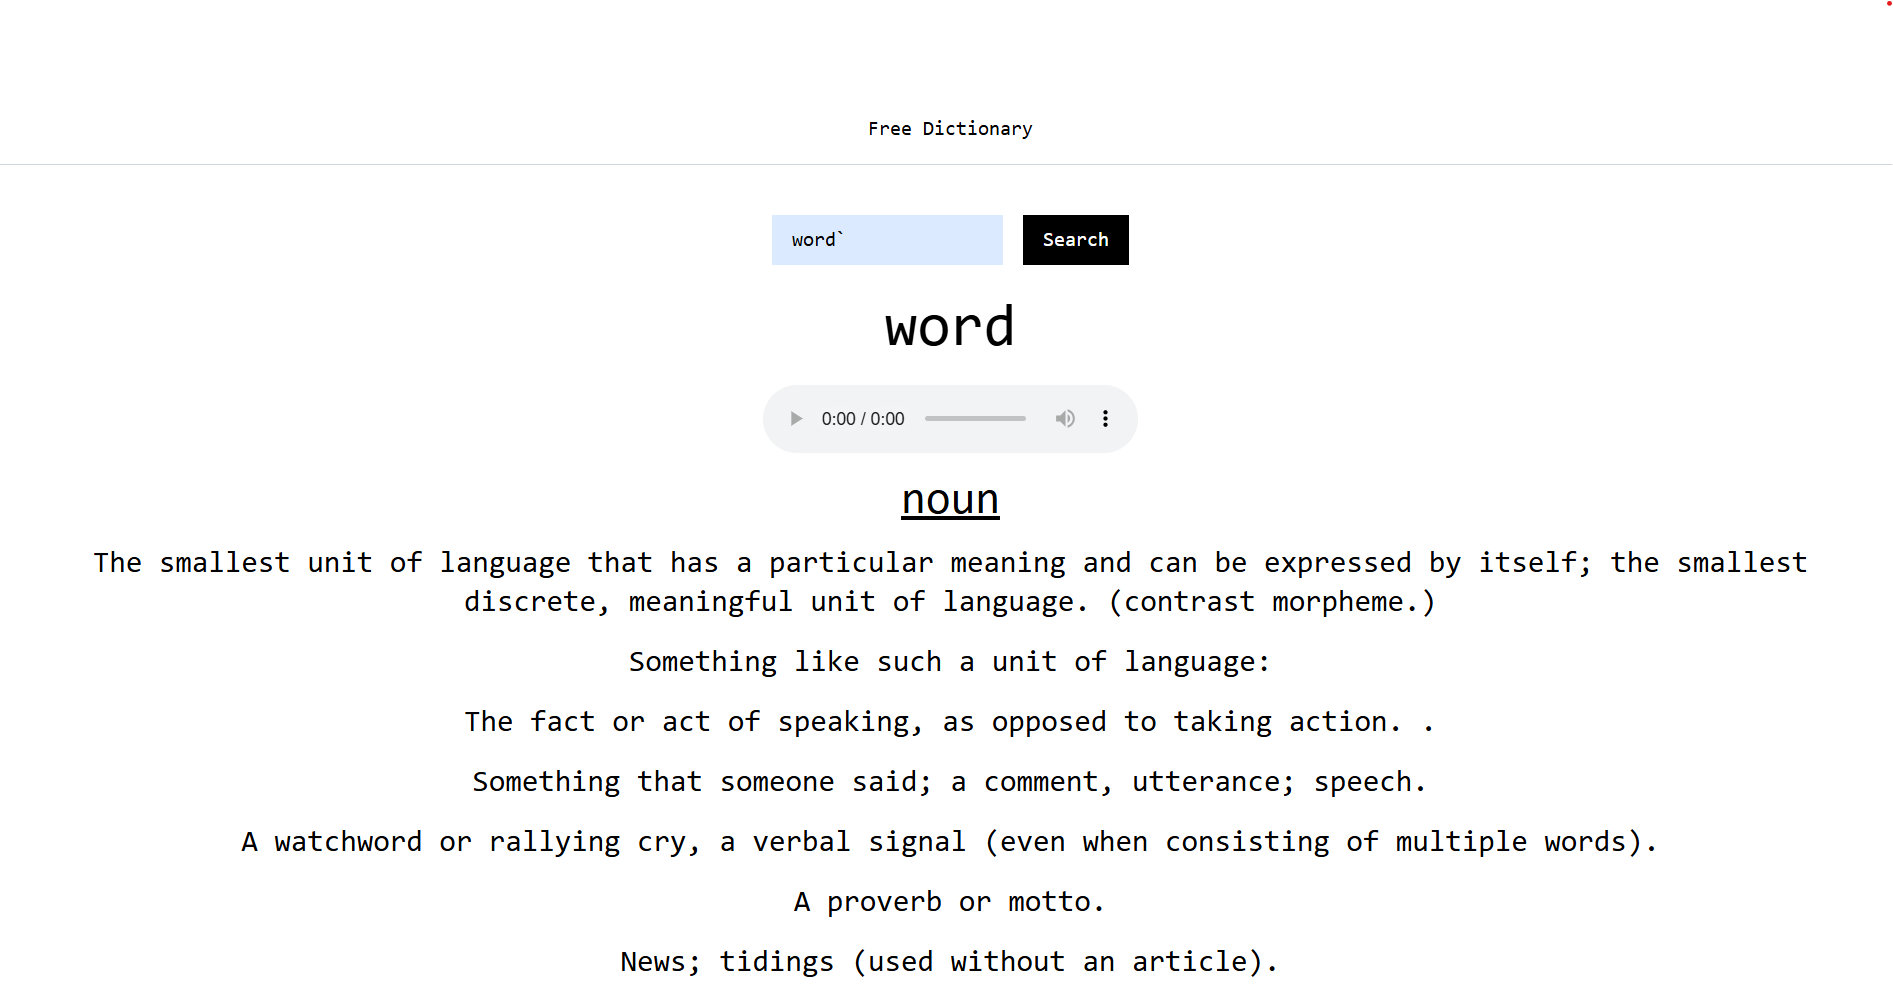 Free Dictionary
word`
Search
word
0:00 / 0:00
noun
The smallest unit of language that has a particular meaning and can be expressed by itself; the smallest
discrete, meaningful unit of language. (contrast morpheme.)
Something like such a unit of language:
The fact or act of speaking, as opposed to taking action. .
Something that someone said; a comment, utterance; speech.
A watchword or rallying cry, a verbal signal (even when consisting of multiple words).
A proverb or motto.
News; tidings (used without an article).